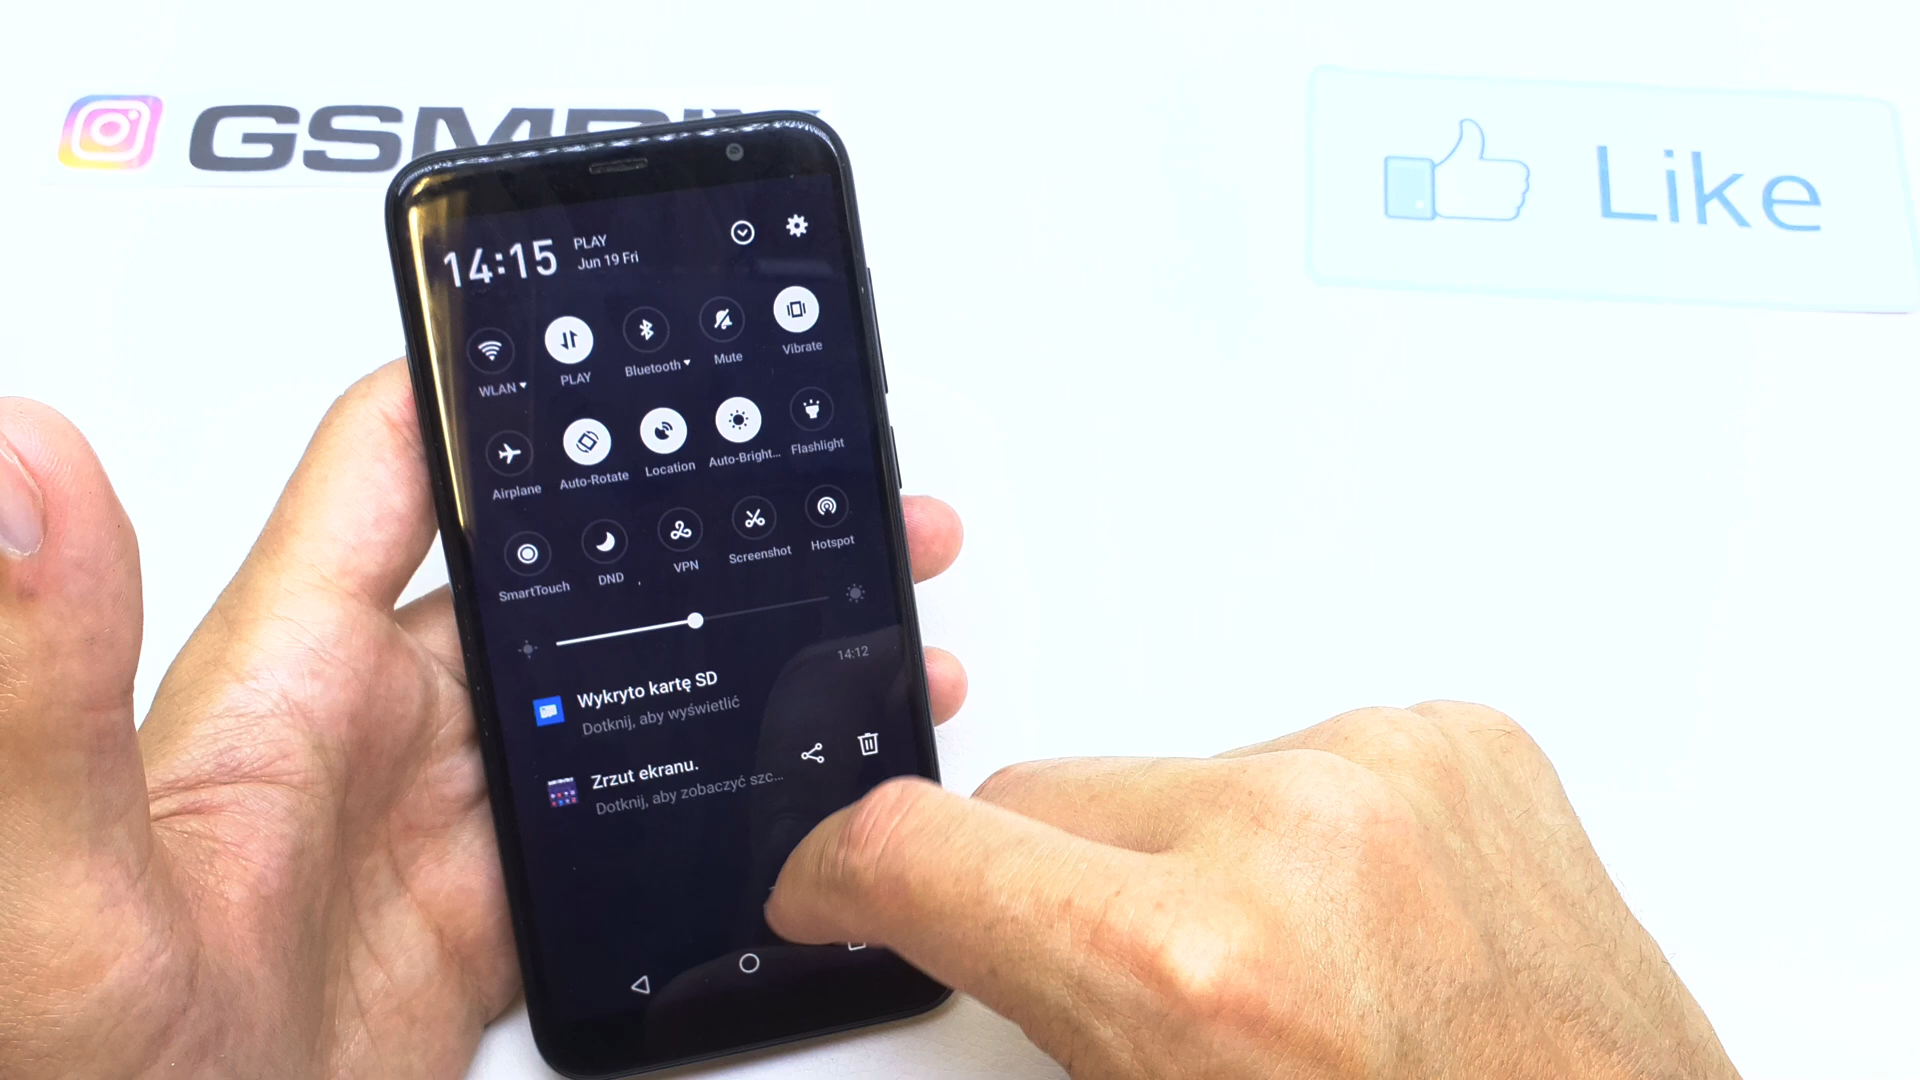 GSM
Like
14:15
PLAY
Jun 19 Fri
WLAN
PLAY
Bluetooth
Mute
Vibrate
Airplane
Auto-Rotate
Location
Auto-Bright...
Flashlight
SmartTouch
DND
VPN
Screenshot
Hotspot
14:12
Wykryto kartę SD
Dotknij, aby wyświetlić
Zrzut ekranu.
Dotknij, aby zobaczyć szc...